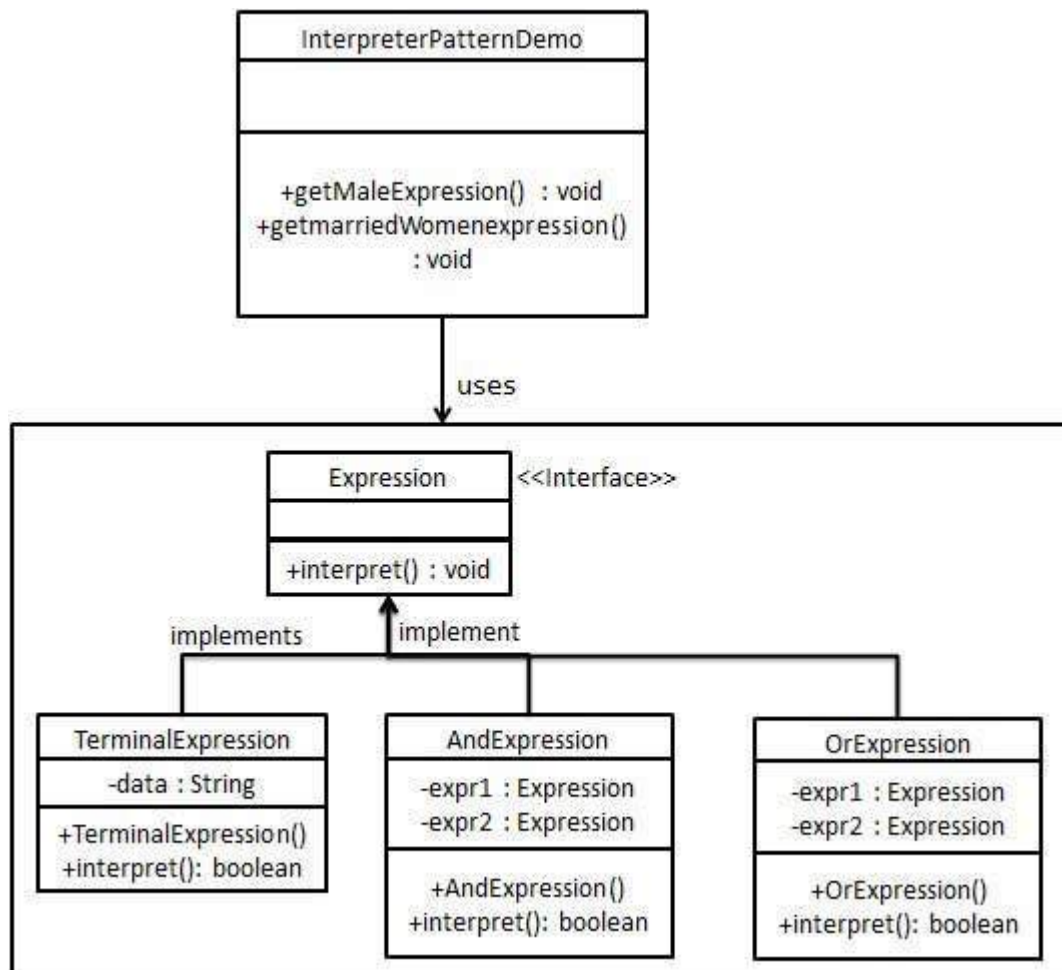 InterpreterPatternDemo
+getMaleExpression() : void
+getmarriedWomenexpression()
: void
uses
Expression
<<Interface>>
+interpret() : void
implements
implement
TerminalExpression
-data : String
+TerminalExpression()
+interpret(): boolean
AndExpression
-expr1 : Expression
-expr2 : Expression
+AndExpression()
+interpret(): boolean
OrExpression
-expr1 : Expression
-expr2 : Expression
+OrExpression()
+interpret(): boolean